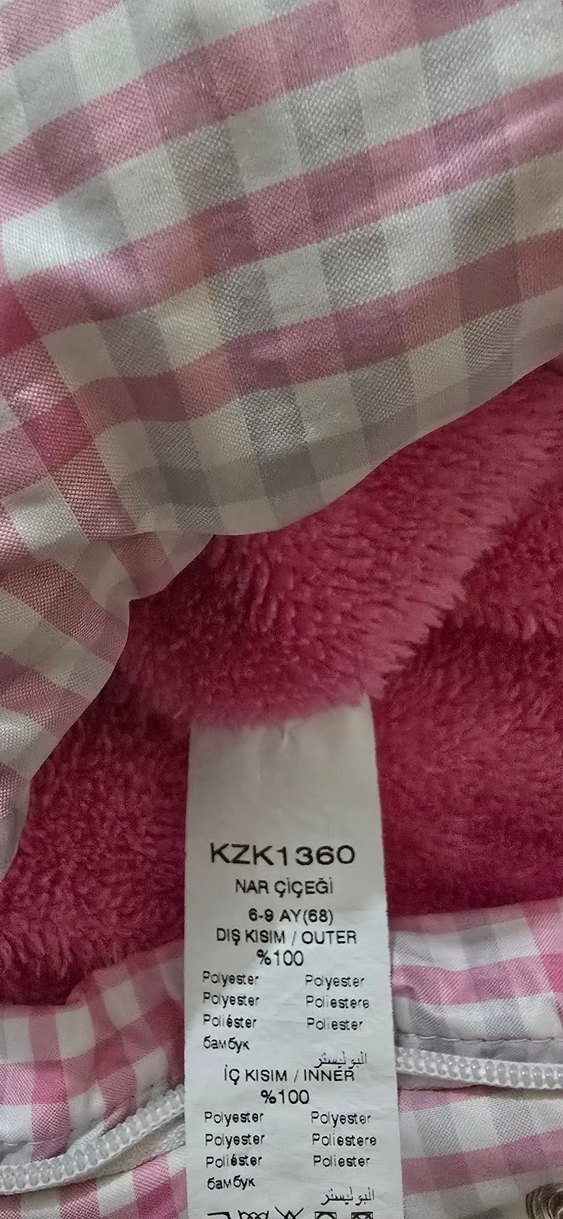 KZK1360
NAR ÇİÇEĞİ
6-9 AY(68)
DIŞ KISIM / OUTER
%100
Polyester Polyester
Polyester Poliestere
Poliéster Poliester
бамбук
البوليستر
İÇ KISIM / INNER
%100
Polyester Polyester
Polyester Poliestere
Poliéster Poliester
бамбук
البوليستر